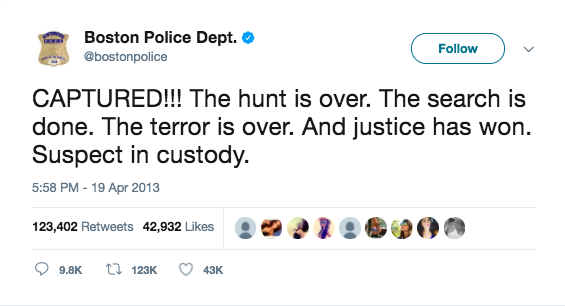 Boston Police Dept.
@bostonpolice
Follow
CAPTURED!!! The hunt is over. The search is
done. The terror is over. And justice has won.
Suspect in custody.
5:58 PM - 19 Apr 2013
123,402 Retweets 42,932 Likes
9.8K 123K 43K